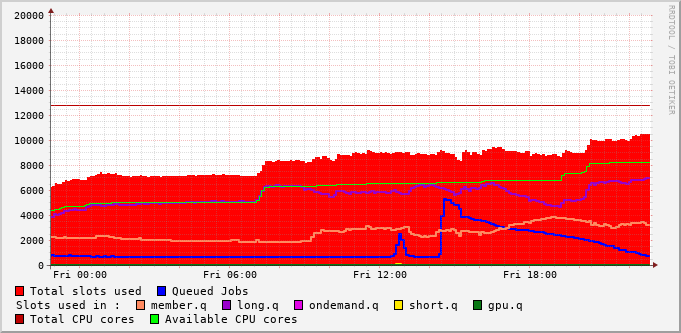 20000
18000
16000
14000
12000
10000
8000
6000
4000
2000
0
Fri 00:00 Fri 06:00 Fri 12:00 Fri 18:00
RRDTOOL / TOBI OETIKER
Total slots used Queued Jobs
Slots used in : member.q long.q ondemand.q short.q gpu.q
Total CPU cores Available CPU cores